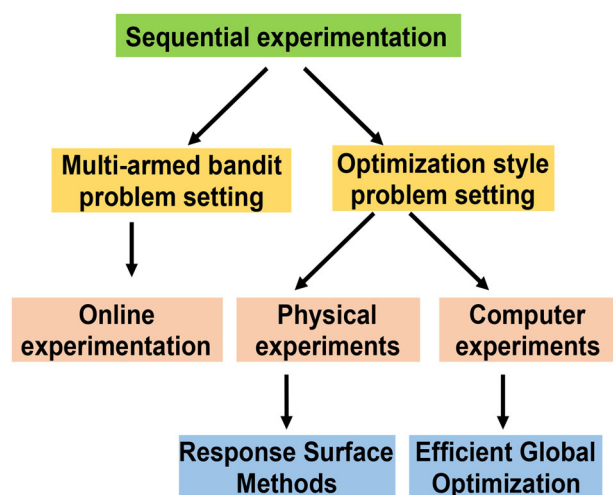 Sequential experimentation
Multi-armed bandit
problem setting
Optimization style
problem setting
Online
experimentation
Physical
experiments
Computer
experiments
Response Surface
Methods
Efficient Global
Optimization